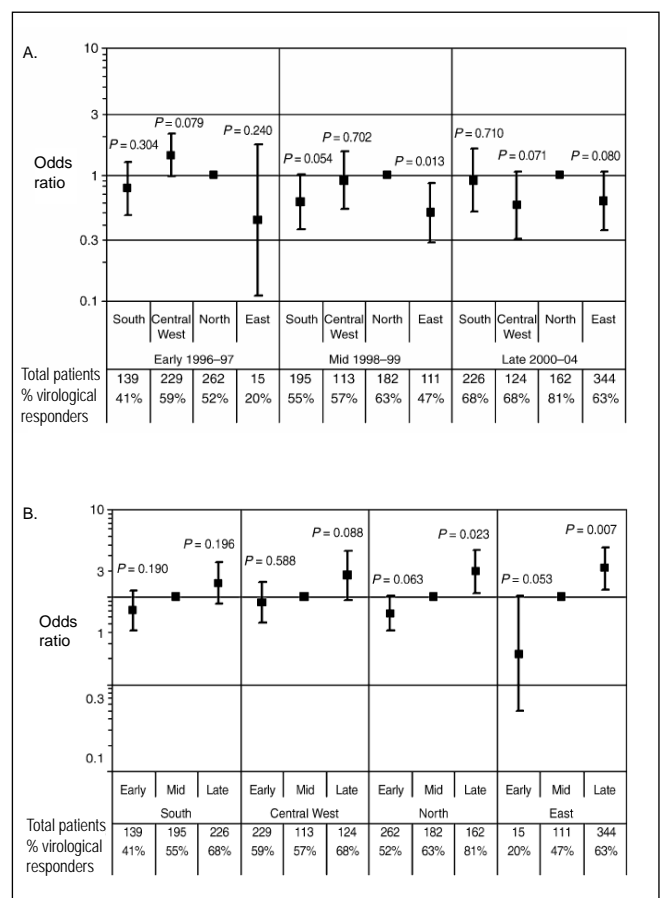 A.
10
3
1
0.3
0.1
Odds
ratio
P = 0.304
P = 0.079
P = 0.240
P = 0.054
P = 0.702
P = 0.013
P = 0.710
P = 0.071
P = 0.080
South Central West North East South Central West North East South Central West North East
Early 1996–97 Mid 1998–99 Late 2000–04
Total patients 139 229 262 15 195 113 182 111 226 124 162 344
% virological responders 41% 59% 52% 20% 55% 57% 63% 47% 68% 68% 81% 63%
B.
10
3
1
0.3
0.1
Odds
ratio
P = 0.190
P = 0.196
P = 0.588
P = 0.088
P = 0.063
P = 0.023
P = 0.053
P = 0.007
Early Mid Late Early Mid Late Early Mid Late Early Mid Late
South Central West North East
Total patients 139 195 226 229 113 124 262 182 162 15 111 344
% virological responders 41% 55% 68% 59% 57% 68% 52% 63% 81% 20% 47% 63%